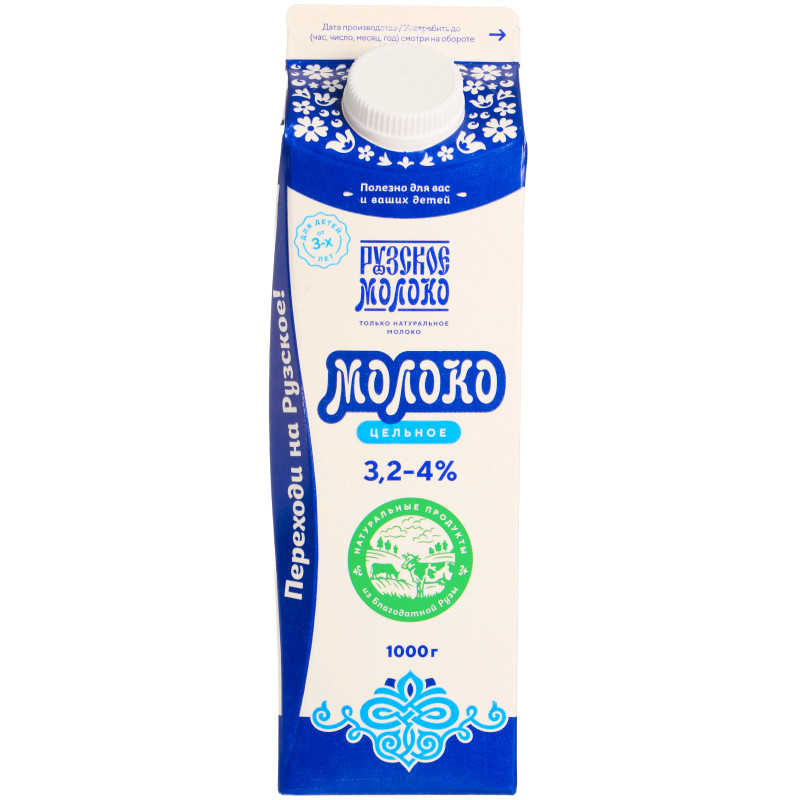 Дата производства / Употребить до
(час, число, месяц, год) смотри на обороте
Полезно для вас
и ваших детей
ДЛЯ ДЕТЕЙ
ОТ
3-х
ЛЕТ
РУЗСКОЕ
МОЛОКО
ТОЛЬКО НАТУРАЛЬНОЕ
МОЛОКО
МОЛОКО
ЦЕЛЬНОЕ
3,2-4%
НАТУРАЛЬНЫЕ ПРОДУКТЫ
из Благодатной Рузы
1000 г
Переходи на Рузское!